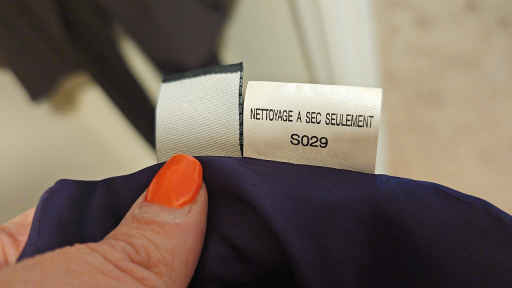 NETTOYAGE A SEC SEULEMENT
S029